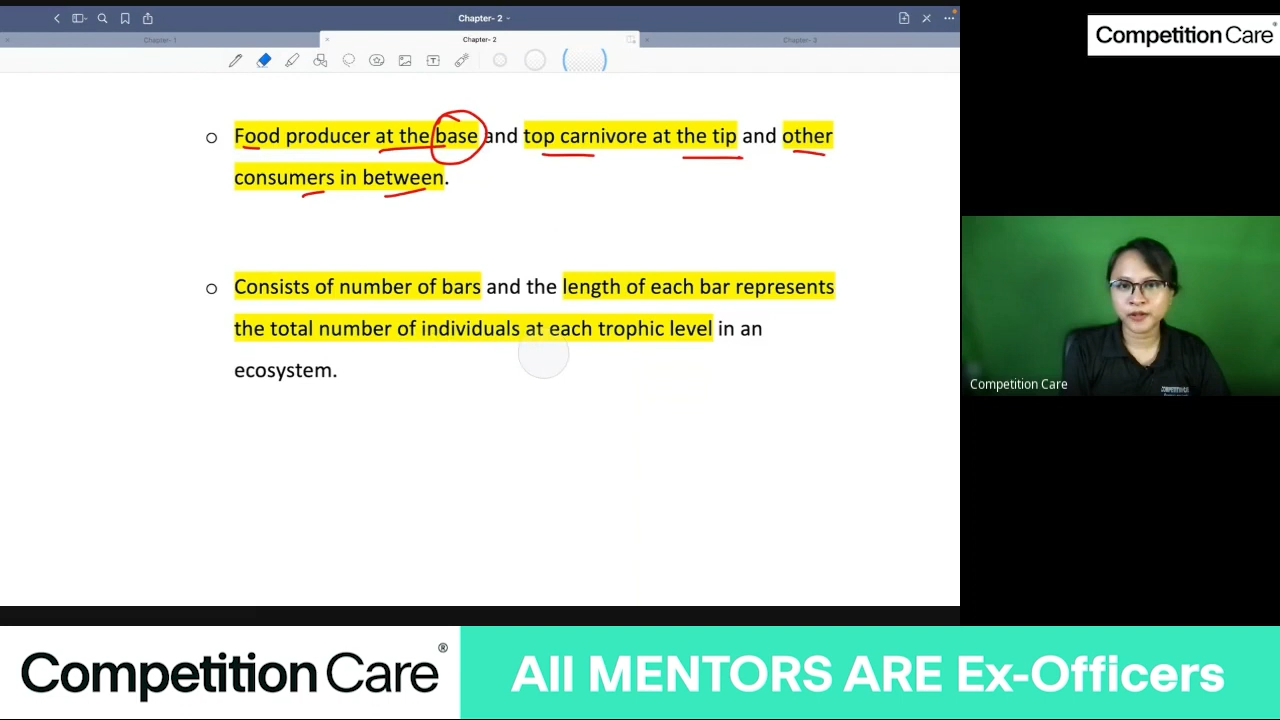 Chapter- 2
Chapter- 1
Chapter- 2
Chapter- 3
CompetitionCare®
Food producer at the base and top carnivore at the tip and other
consumers in between.
Consists of number of bars and the length of each bar represents
the total number of individuals at each trophic level in an
ecosystem.
Competition Care
Competition Care®
All MENTORS ARE Ex-Officers